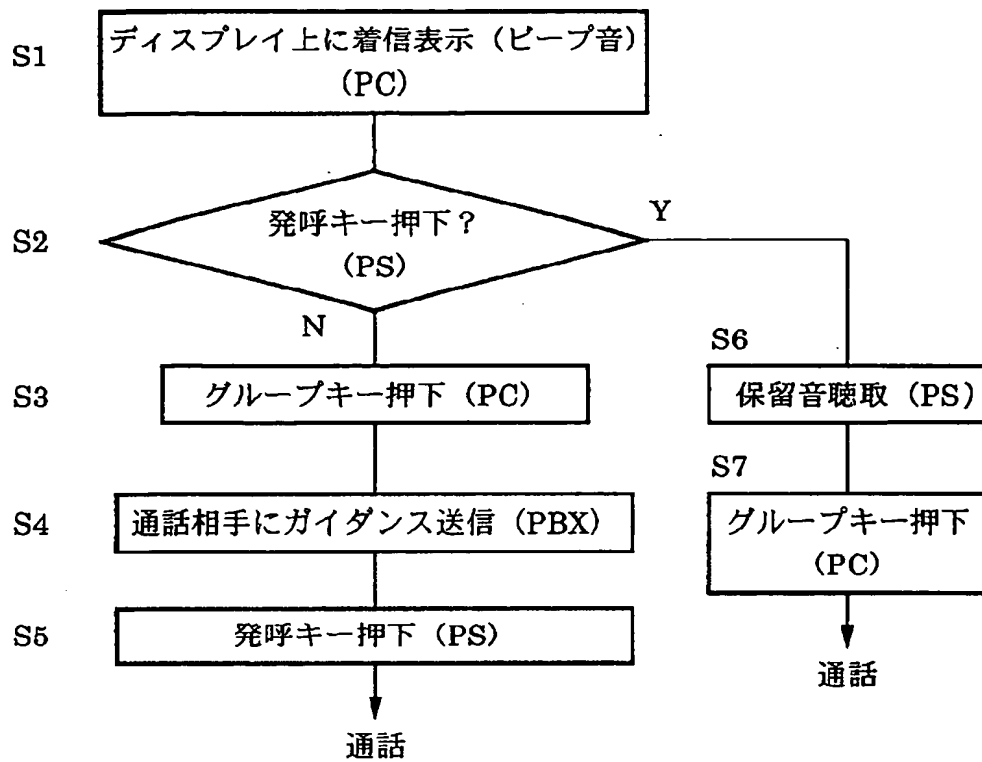 S1
ディスプレイ上に着信表示（ビープ音）
(PC)
S2
発呼キー押下？
(PS)
Y
N
S3
グループキー押下（PC）
S4
通話相手にガイダンス送信（PBX）
S5
発呼キー押下（PS）
通話
S6
保留音聴取（PS）
S7
グループキー押下
(PC)
通話